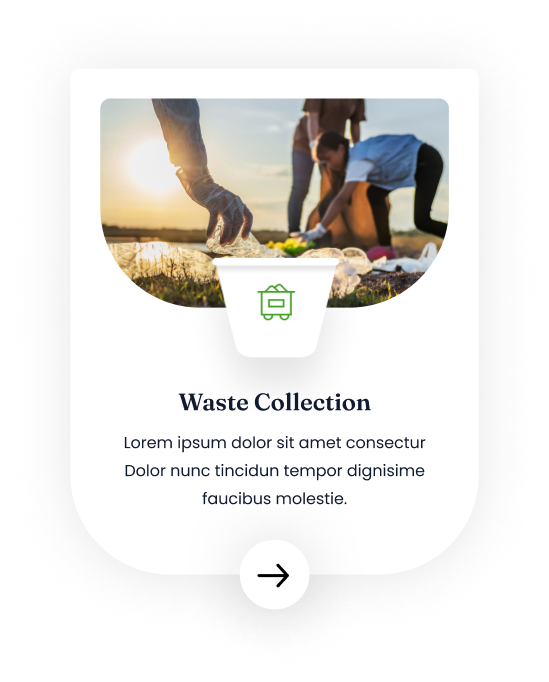 Waste Collection
Lorem ipsum dolor sit amet consectur
Dolor nunc tincidun tempor dignisime
faucibus molestie.